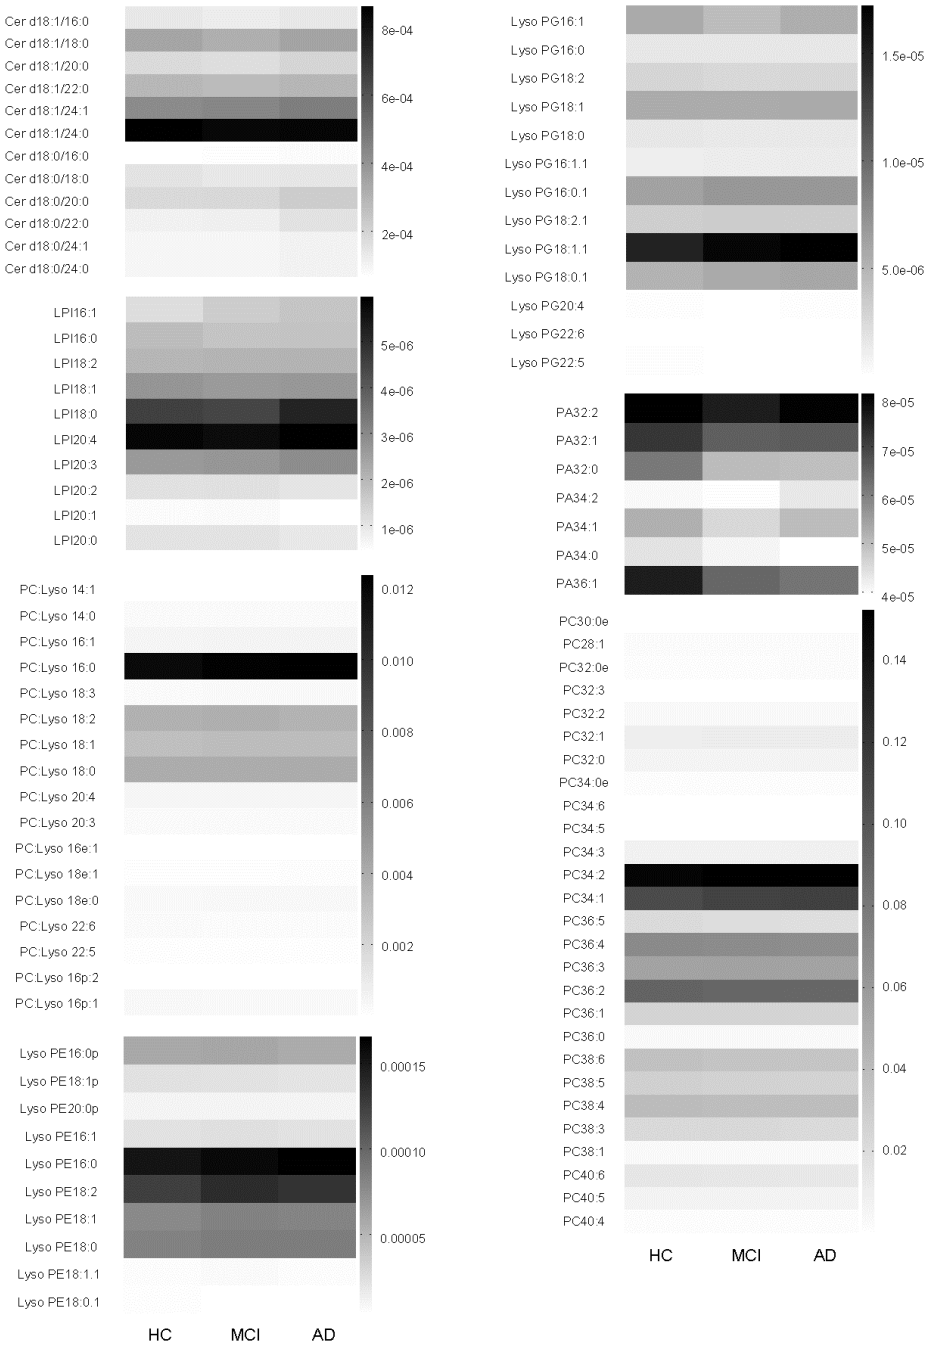 Cer d18:1/16:0
Cer d18:1/18:0
Cer d18:1/20:0
Cer d18:1/22:0
Cer d18:1/24:1
Cer d18:1/24:0
Cer d18:0/16:0
Cer d18:0/18:0
Cer d18:0/20:0
Cer d18:0/22:0
Cer d18:0/24:1
Cer d18:0/24:0
8e-04
6e-04
4e-04
2e-04
LPI16:1
LPI16:0
LPI18:2
LPI18:1
LPI18:0
LPI20:4
LPI20:3
LPI20:2
LPI20:1
LPI20:0
5e-06
4e-06
3e-06
2e-06
1e-06
PC:Lyso 14:1
PC:Lyso 14:0
PC:Lyso 16:1
PC:Lyso 16:0
PC:Lyso 18:3
PC:Lyso 18:2
PC:Lyso 18:1
PC:Lyso 18:0
PC:Lyso 20:4
PC:Lyso 20:3
PC:Lyso 16e:1
PC:Lyso 18e:1
PC:Lyso 18e:0
PC:Lyso 22:6
PC:Lyso 22:5
PC:Lyso 16p:2
PC:Lyso 16p:1
0.012
0.010
0.008
0.006
0.004
0.002
Lyso PE16:0p
Lyso PE18:1p
Lyso PE20:0p
Lyso PE16:1
Lyso PE16:0
Lyso PE18:2
Lyso PE18:1
Lyso PE18:0
Lyso PE18:1.1
Lyso PE18:0.1
0.00015
0.00010
0.00005
HC MCI AD
Lyso PG16:1
Lyso PG16:0
Lyso PG18:2
Lyso PG18:1
Lyso PG18:0
Lyso PG16:1.1
Lyso PG16:0.1
Lyso PG18:2.1
Lyso PG18:1.1
Lyso PG18:0.1
Lyso PG20:4
Lyso PG22:6
Lyso PG22:5
1.5e-05
1.0e-05
5.0e-06
PA32:2
PA32:1
PA32:0
PA34:2
PA34:1
PA34:0
PA36:1
8e-05
7e-05
6e-05
5e-05
4e-05
PC30:0e
PC28:1
PC32:0e
PC32:3
PC32:2
PC32:1
PC32:0
PC34:0e
PC34:6
PC34:5
PC34:3
PC34:2
PC34:1
PC36:5
PC36:4
PC36:3
PC36:2
PC36:1
PC36:0
PC38:6
PC38:5
PC38:4
PC38:3
PC38:1
PC40:6
PC40:5
PC40:4
0.14
0.12
0.10
0.08
0.06
0.04
0.02
HC MCI AD